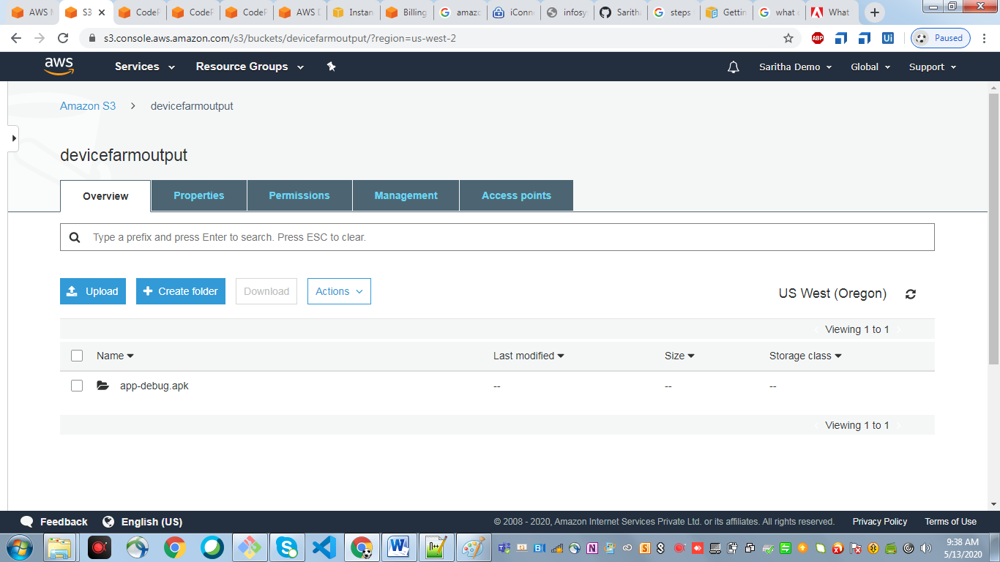 AWS M
S3
CodeP
CodeP
CodeP
AWS D
Instan
Billing
amazo
iConne
infosy
Saritha
steps
Gettin
what c
What
s3.console.aws.amazon.com/s3/buckets/devicefarmoutput/?region=us-west-2
ABP
Ui
Paused
aws
Services
Resource Groups
Saritha Demo
Global
Support
Amazon S3 > devicefarmoutput
devicefarmoutput
Overview
Properties
Permissions
Management
Access points
Type a prefix and press Enter to search. Press ESC to clear.
Upload
Create folder
Download
Actions
US West (Oregon)
Viewing 1 to 1
Name
Last modified
Size
Storage class
app-debug.apk
--
--
--
Viewing 1 to 1
Feedback
English (US)
© 2008 - 2020, Amazon Internet Services Private Ltd. or its affiliates. All rights reserved.
Privacy Policy
Terms of Use
9:38 AM
5/13/2020